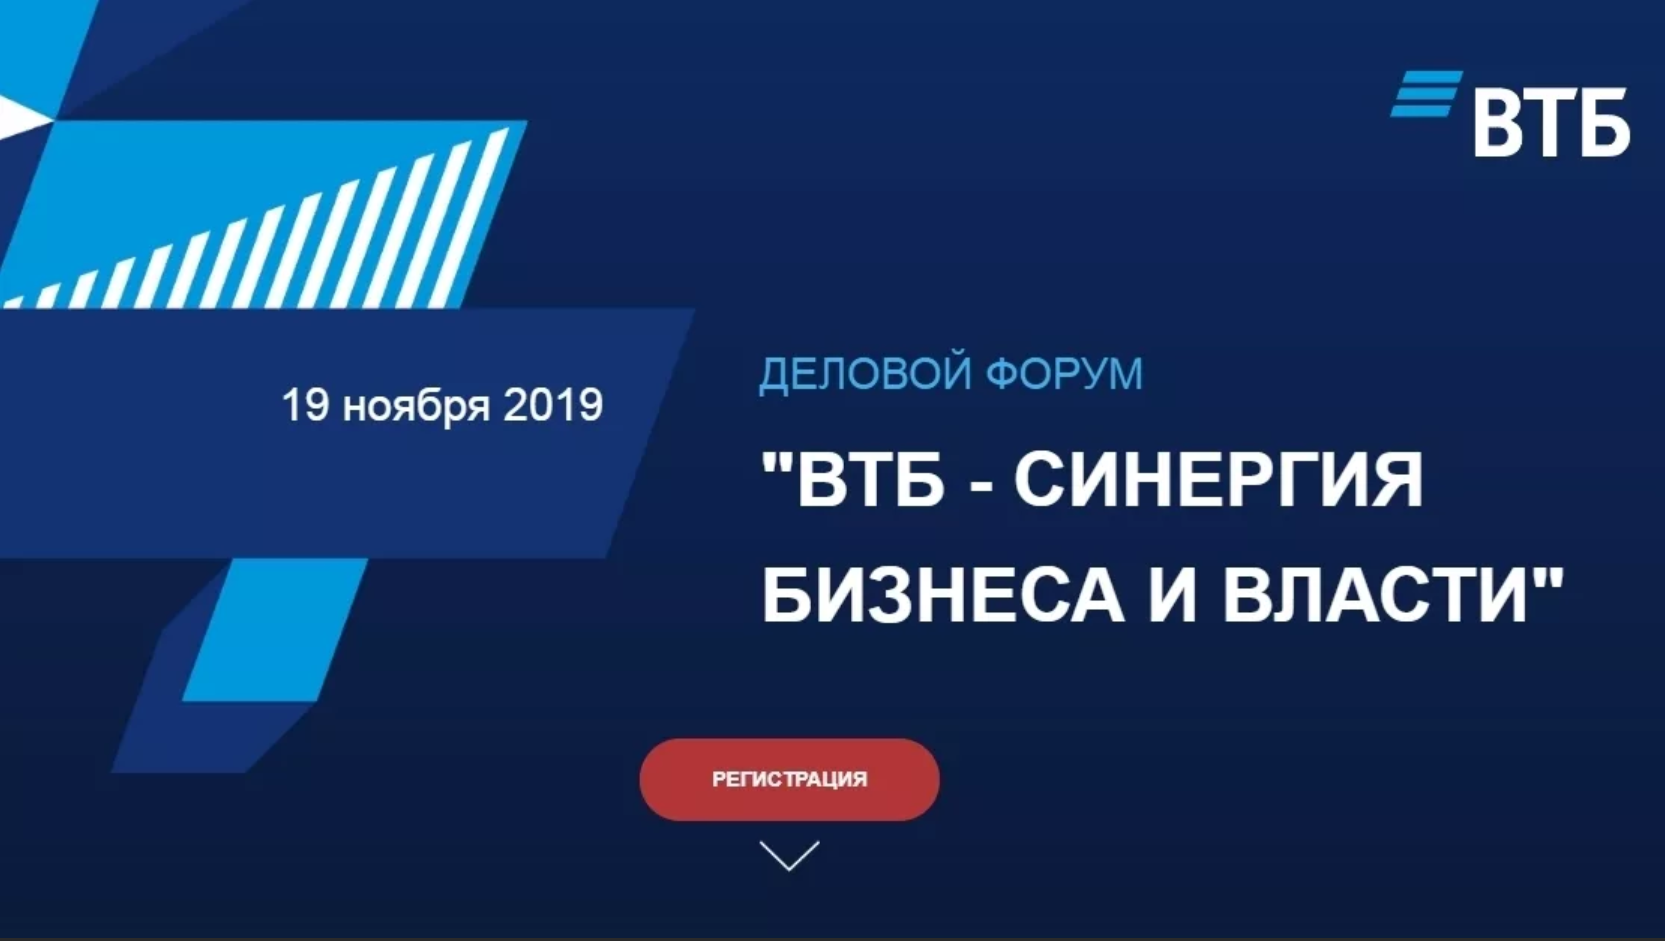 ВТБ
19 ноября 2019
ДЕЛОВОЙ ФОРУМ
"ВТБ - СИНЕРГИЯ
БИЗНЕСА И ВЛАСТИ"
РЕГИСТРАЦИЯ